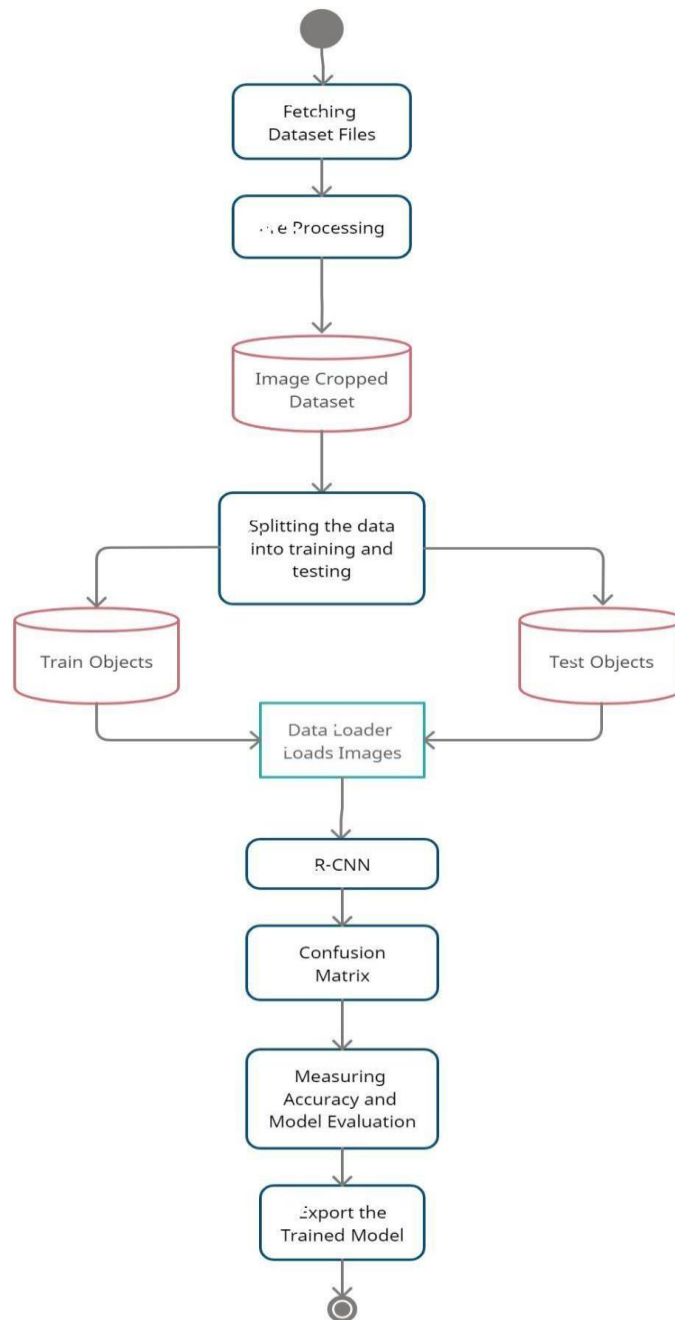 Fetching
Dataset Files
Processing
Image Cropped
Dataset
Splitting the data
into training and
testing
Train Objects
Test Objects
Data Loader
Loads Images
R-CNN
Confusion
Matrix
Measuring
Accuracy and
Model Evaluation
Export the
Trained Model